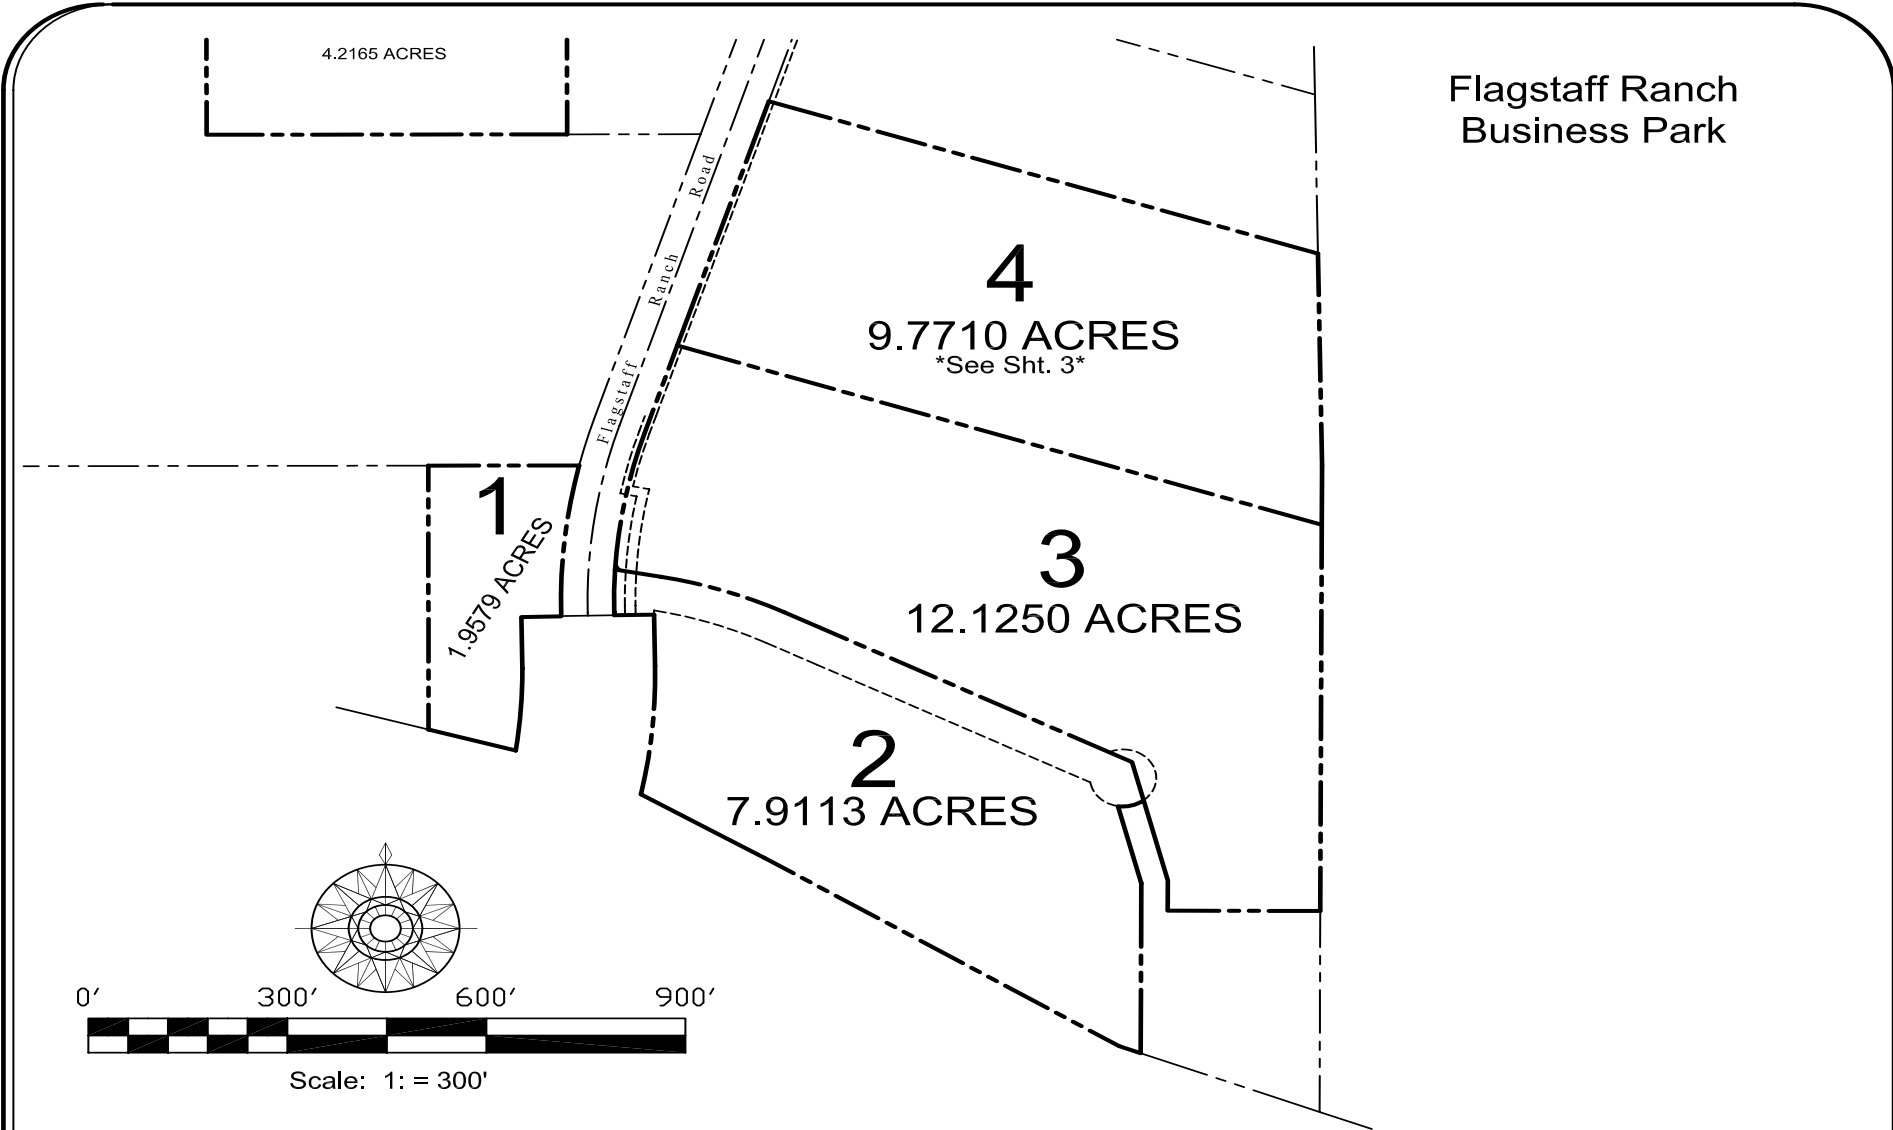 4.2165 ACRES
Flagstaff Ranch
Business Park
Flagstaff Ranch Road
4
9.7710 ACRES
*See Sht. 3*
1
1.9579 ACRES
3
12.1250 ACRES
2
7.9113 ACRES
0' 300' 600' 900'
Scale: 1: = 300'